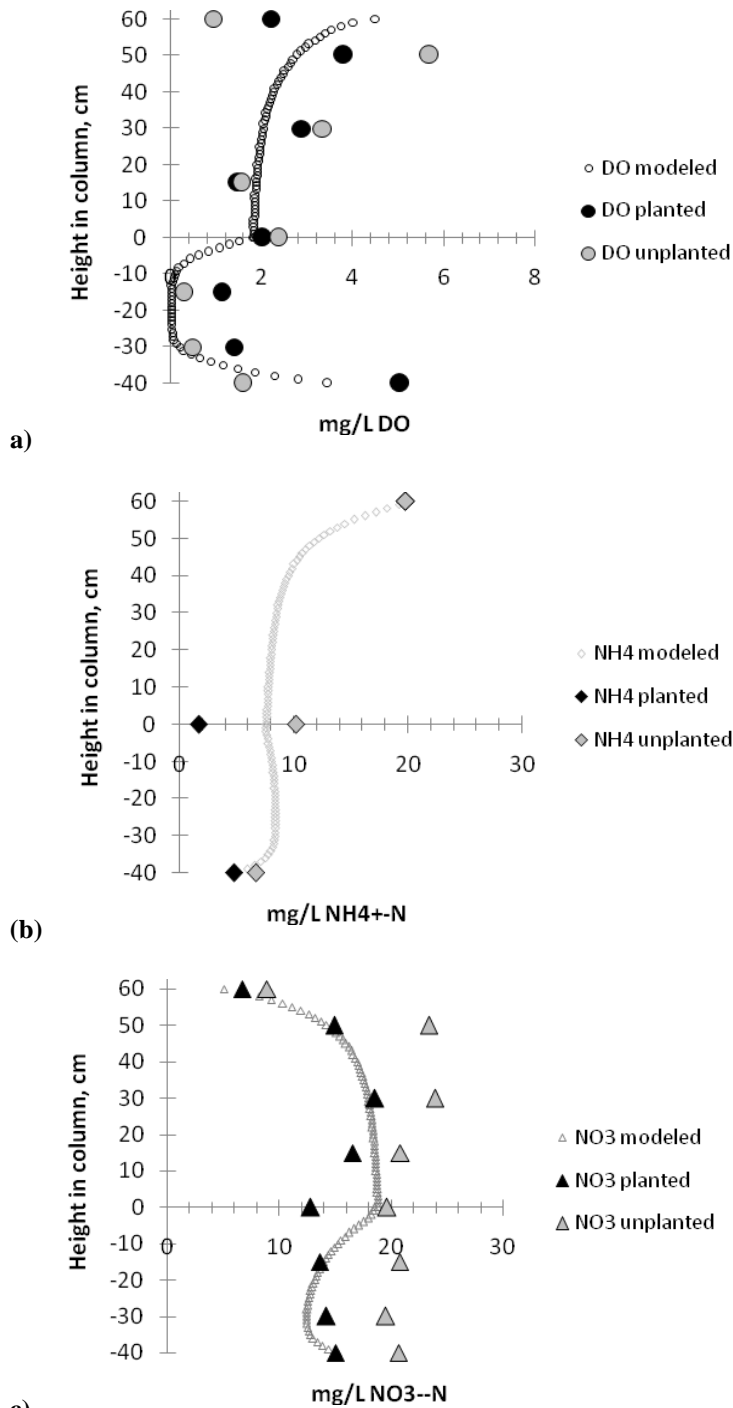 60
50
40
30
20
10
0
-10
-20
-30
-40
Height in column, cm
0 2 4 6 8
mg/L DO
DO modeled
DO planted
DO unplanted
a)
60
50
40
30
20
10
0
-10
-20
-30
-40
Height in column, cm
0 10 20 30
mg/L NH4+-N
NH4 modeled
NH4 planted
NH4 unplanted
(b)
60
50
40
30
20
10
0
-10
-20
-30
-40
Height in column, cm
0 10 20 30
mg/L NO3--N
NO3 modeled
NO3 planted
NO3 unplanted